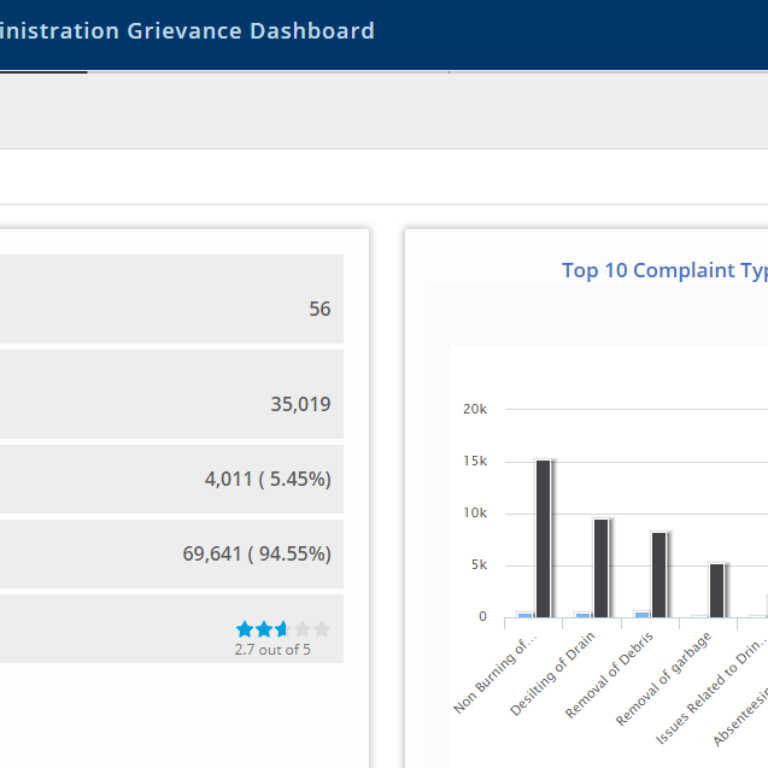 inistration Grievance Dashboard
56
35,019
4,011 ( 5.45%)
69,641 ( 94.55%)
2.7 out of 5
Top 10 Complaint Typ
20k
15k
10k
5k
0
Non Burning of...
Desilting of Drain
Removal of Debris
Removal of garbage
Issues Related to Drin...
Absenteesin